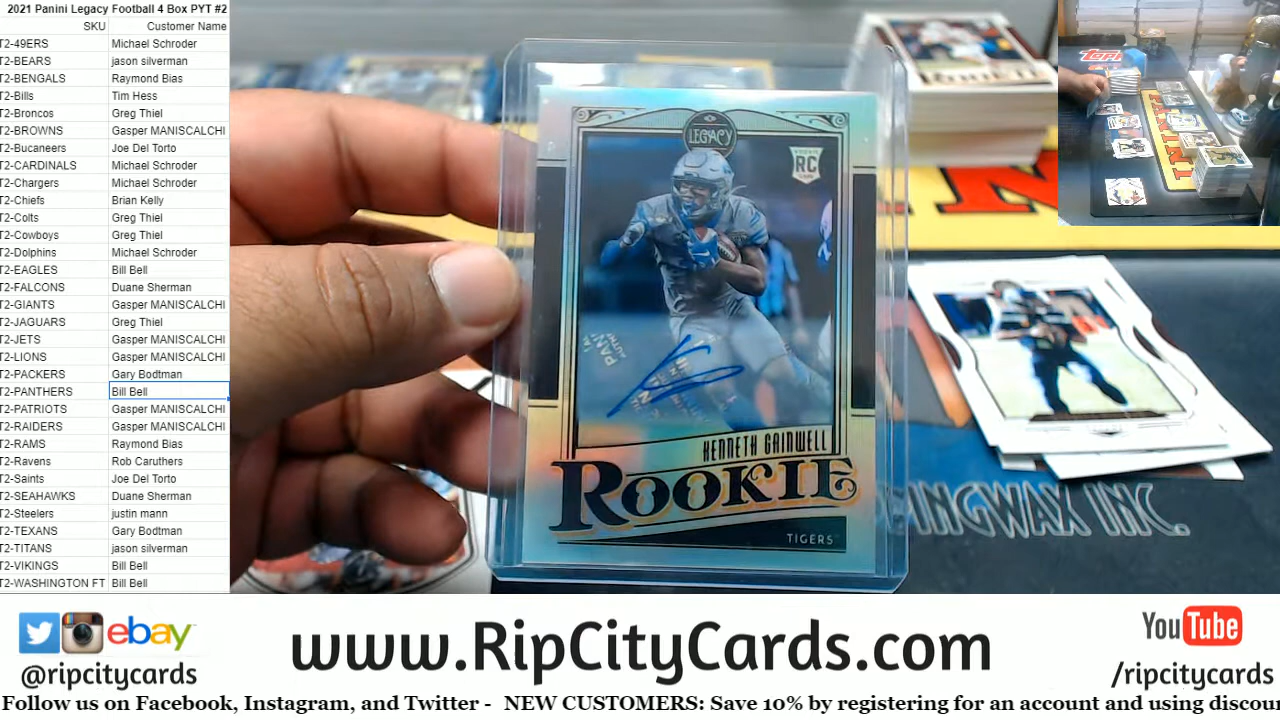 2021 Panini Legacy Football 4 Box PYT #2
SKU Customer Name
T2-49ERS Michael Schroder
T2-BEARS jason silverman
T2-BENGALS Raymond Bias
T2-Bills Tim Hess
T2-Broncos Greg Thiel
T2-BROWNS Gasper MANISCALCHI
T2-Bucaneers Joe Del Torto
T2-CARDINALS Michael Schroder
T2-Chargers Michael Schroder
T2-Chiefs Brian Kelly
T2-Colts Greg Thiel
T2-Cowboys Greg Thiel
T2-Dolphins Michael Schroder
T2-EAGLES Bill Bell
T2-FALCONS Duane Sherman
T2-GIANTS Gasper MANISCALCHI
T2-JAGUARS Greg Thiel
T2-JETS Gasper MANISCALCHI
T2-LIONS Gasper MANISCALCHI
T2-PACKERS Gary Bodtman
T2-PANTHERS Bill Bell
T2-PATRIOTS Gasper MANISCALCHI
T2-RAIDERS Gasper MANISCALCHI
T2-RAMS Raymond Bias
T2-Ravens Rob Caruthers
T2-Saints Joe Del Torto
T2-SEAHAWKS Duane Sherman
T2-Steelers justin mann
T2-TEXANS Gary Bodtman
T2-TITANS jason silverman
T2-VIKINGS Bill Bell
T2-WASHINGTON FT Bill Bell
LEGACY
RC
KENNETH GAINWELL
ROOKIE
TIGERS
PANINI
INGWAX INC.
ebay
@ripcitycards
www.RipCityCards.com
YouTube
/ripcitycards
Follow us on Facebook, Instagram, and Twitter - NEW CUSTOMERS: Save 10% by registering for an account and using discou